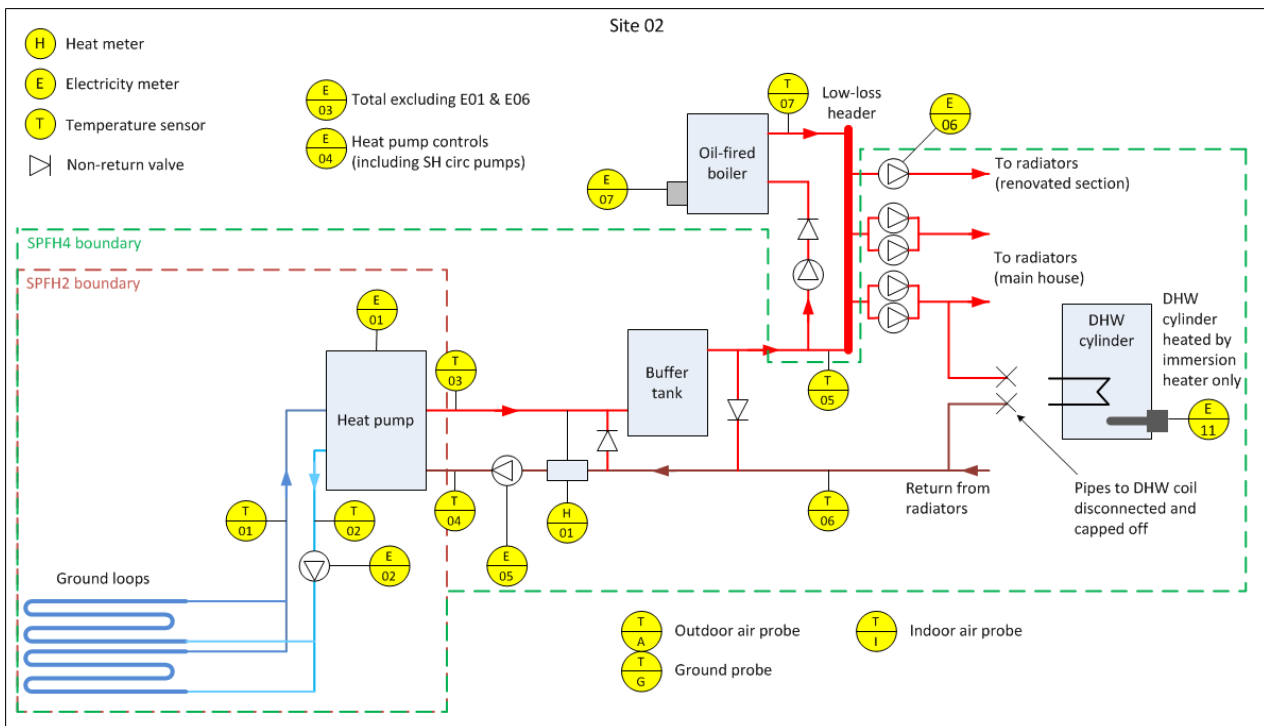 Site 02
H
Heat meter
E
Electricity meter
T
Temperature sensor
Non-return valve
E
03
Total excluding E01 & E06
E
04
Heat pump controls
(including SH circ pumps)
T
07
Low-loss
header
E
06
Oil-fired
boiler
E
07
To radiators
(renovated section)
To radiators
(main house)
SPFH4 boundary
SPFH2 boundary
E
01
Heat pump
T
03
Buffer
tank
T
05
DHW
cylinder
DHW
cylinder
heated by
immersion
heater only
E
11
T
01
T
02
T
04
H
01
T
06
Return from
radiators
Pipes to DHW coil
disconnected and
capped off
E
02
E
05
Ground loops
T
A
Outdoor air probe
T
I
Indoor air probe
T
G
Ground probe